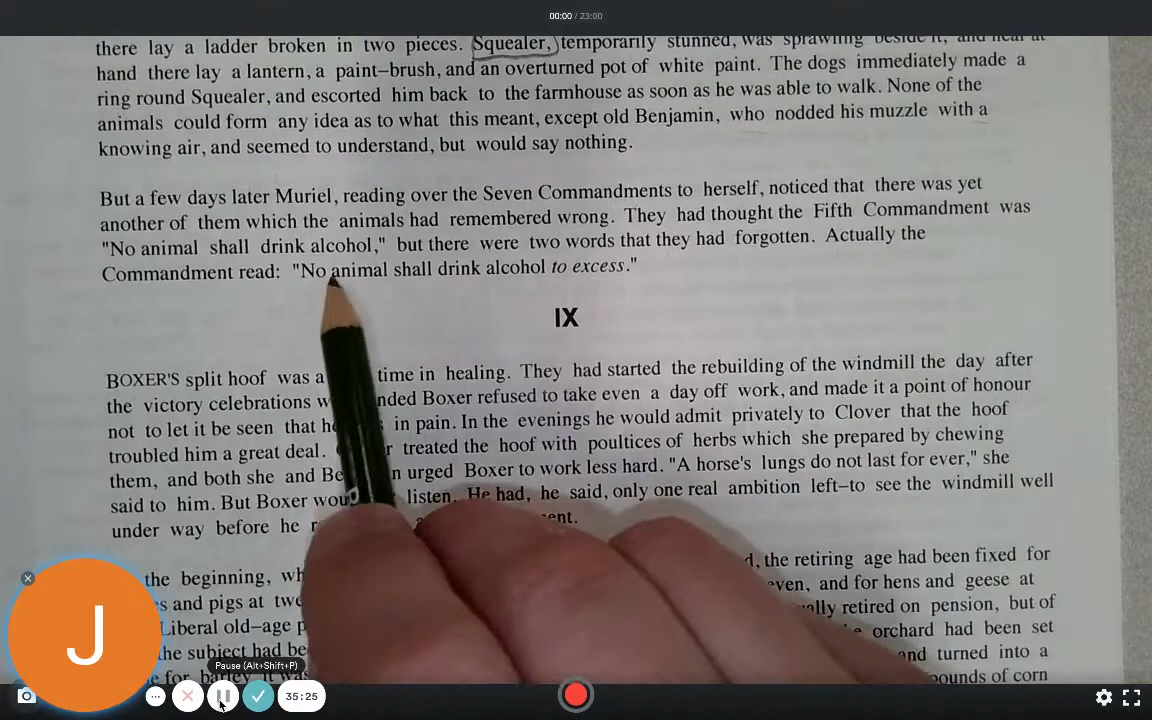 00:00 / 23:00
there lay a ladder broken in two pieces. Squealer, temporarily stunned, was sprawling beside it, and near at
hand there lay a lantern, a paint-brush, and an overturned pot of white paint. The dogs immediately made a
ring round Squealer, and escorted him back to the farmhouse as soon as he was able to walk. None of the
animals could form any idea as to what this meant, except old Benjamin, who nodded his muzzle with a
knowing air, and seemed to understand, but would say nothing.
But a few days later Muriel, reading over the Seven Commandments to herself, noticed that there was yet
another of them which the animals had remembered wrong. They had thought the Fifth Commandment was
"No animal shall drink alcohol," but there were two words that they had forgotten. Actually the
Commandment read: "No animal shall drink alcohol to excess."
IX
BOXER'S split hoof was a time in healing. They had started the rebuilding of the windmill the day after
the victory celebrations w nded Boxer refused to take even a day off work, and made it a point of honour
not to let it be seen that he in pain. In the evenings he would admit privately to Clover that the hoof
troubled him a great deal. treated the hoof with poultices of herbs which she prepared by chewing
them, and both she and Be n urged Boxer to work less hard. "A horse's lungs do not last for ever," she
said to him. But Boxer wou listen. He had, he said, only one real ambition left-to see the windmill well
under way before he r ent.
the beginning, wh d, the retiring age had been fixed for
s and pigs at twe even, and for hens and geese at
Liberal old-age p ally retired on pension, but of
the subject had be orchard had been set
e for barley, it was and turned into a
pounds of corn
J
Pause (Alt+Shift+P)
35:25